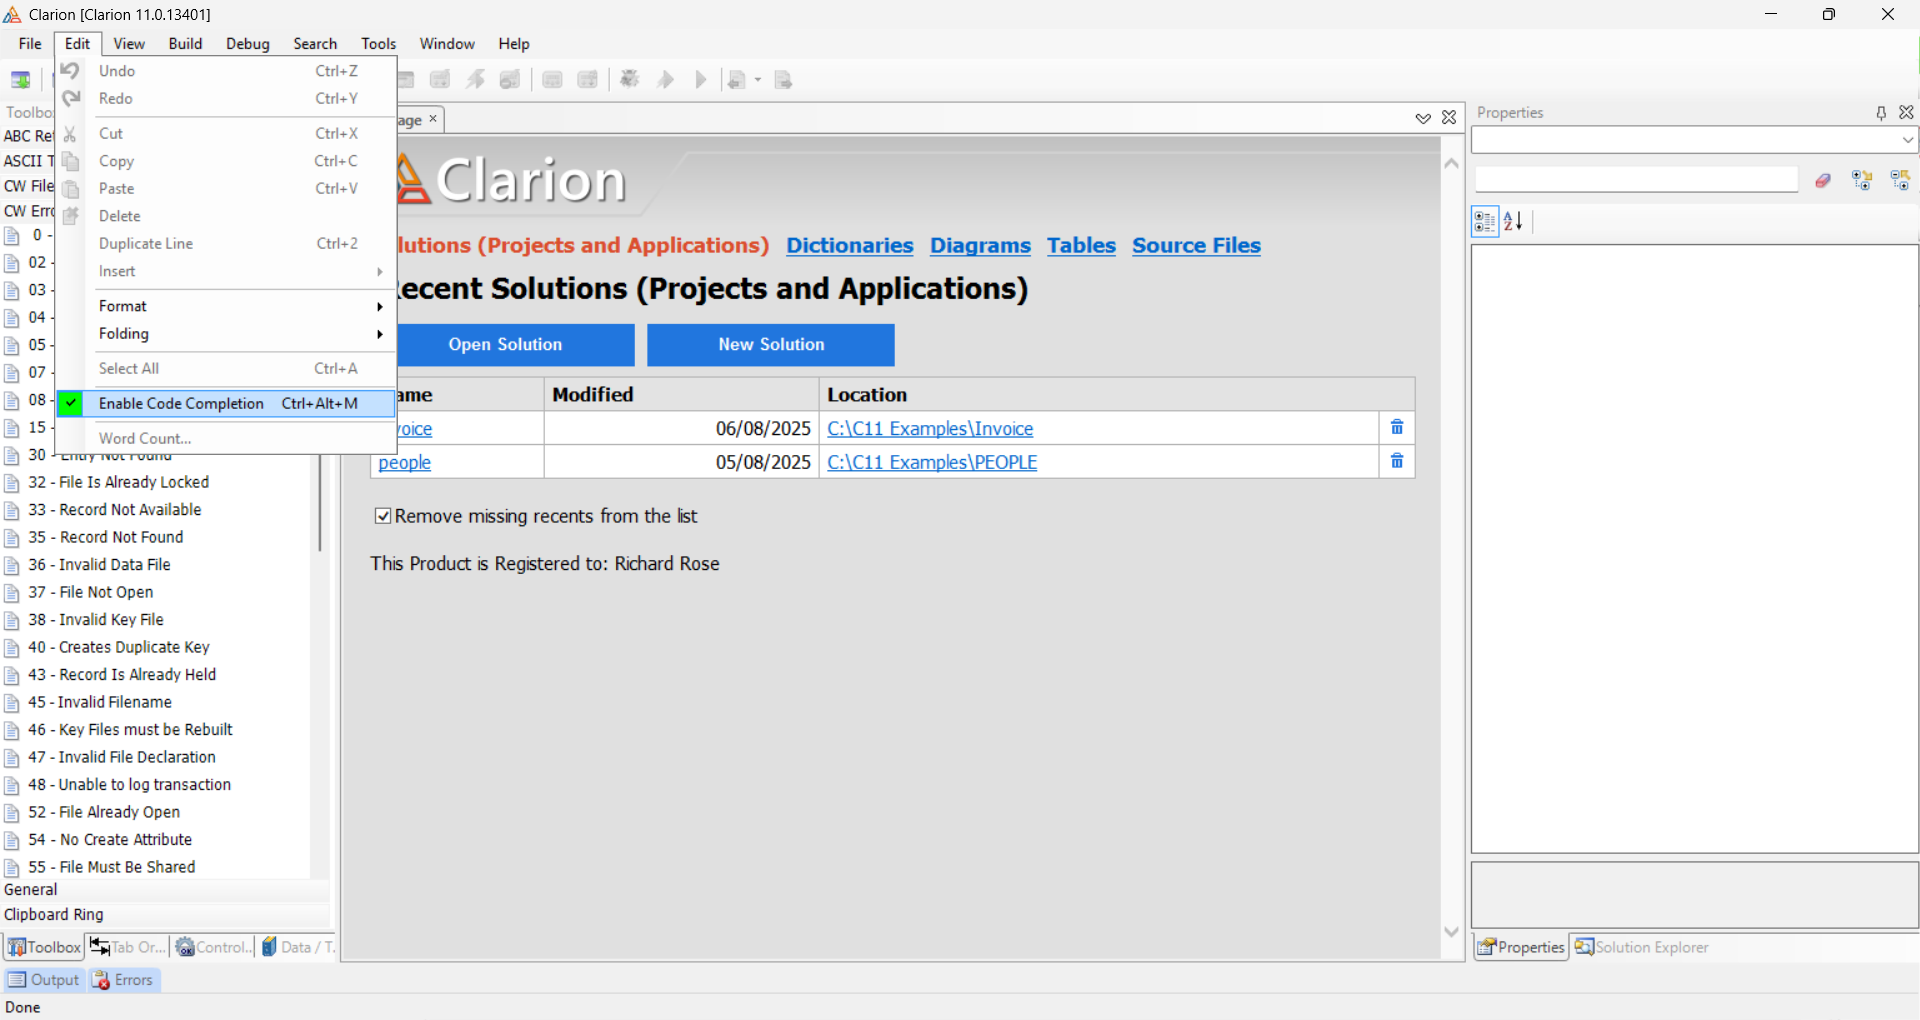 Clarion [Clarion 11.0.13401]
File Edit View Build Debug Search Tools Window Help
Undo Ctrl+Z
Redo Ctrl+Y
Cut Ctrl+X
Copy Ctrl+C
Paste Ctrl+V
Delete
Duplicate Line Ctrl+2
Insert
Format
Folding
Select All Ctrl+A
Enable Code Completion Ctrl+Alt+M
Word Count...
Toolbo
ABC Re
ASCII T
CW File
CW Erro
0 -
02 -
03 -
04 -
05 -
07 -
08 -
15 -
30 - Entry Not Found
32 - File Is Already Locked
33 - Record Not Available
35 - Record Not Found
36 - Invalid Data File
37 - File Not Open
38 - Invalid Key File
40 - Creates Duplicate Key
43 - Record Is Already Held
45 - Invalid Filename
46 - Key Files must be Rebuilt
47 - Invalid File Declaration
48 - Unable to log transaction
52 - File Already Open
54 - No Create Attribute
55 - File Must Be Shared
General
Clipboard Ring
Toolbox Tab Or... Control... Data / T.
Output Errors
Done
age
Clarion
lutions (Projects and Applications) Dictionaries Diagrams Tables Source Files
ecent Solutions (Projects and Applications)
Open Solution New Solution
ame Modified Location
voice 06/08/2025 C:\C11 Examples\Invoice
people 05/08/2025 C:\C11 Examples\PEOPLE
Remove missing recents from the list
This Product is Registered to: Richard Rose
Properties
Properties Solution Explorer